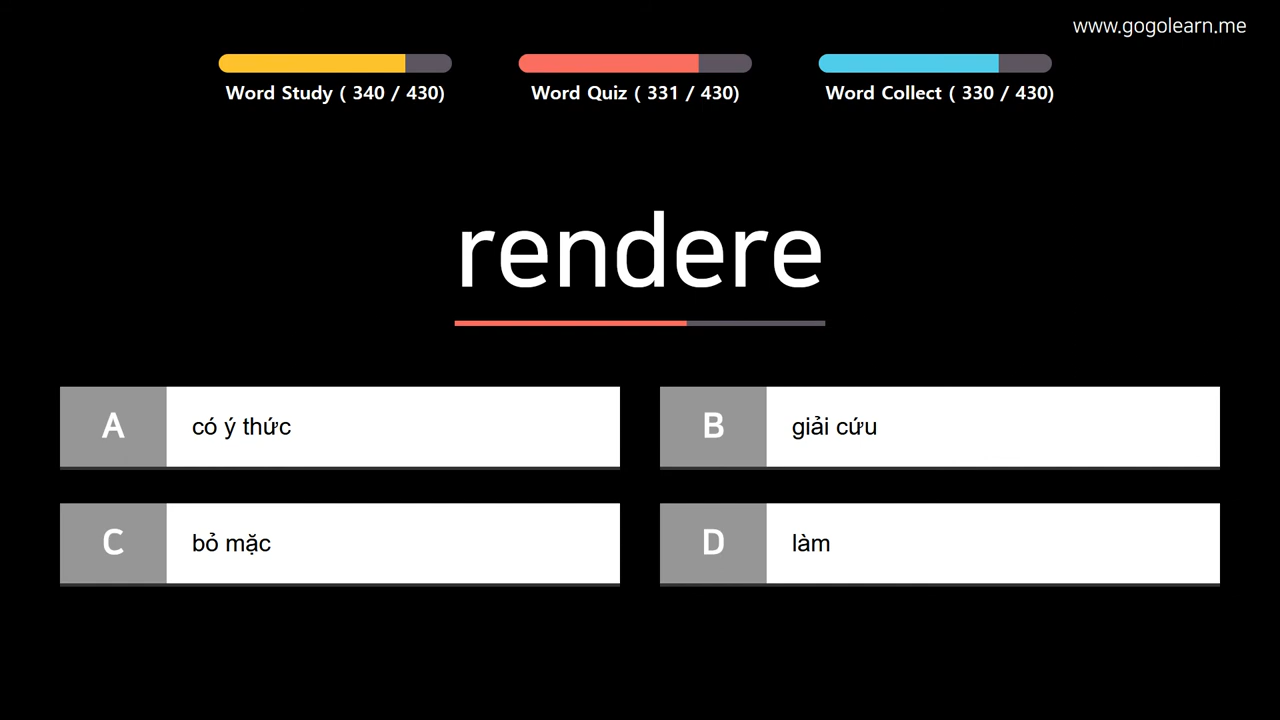 www.gogolearn.me
Word Study ( 340 / 430)
Word Quiz ( 331 / 430)
Word Collect ( 330 / 430)
rendere
A có ý thức
B giải cứu
C bỏ mặc
D làm